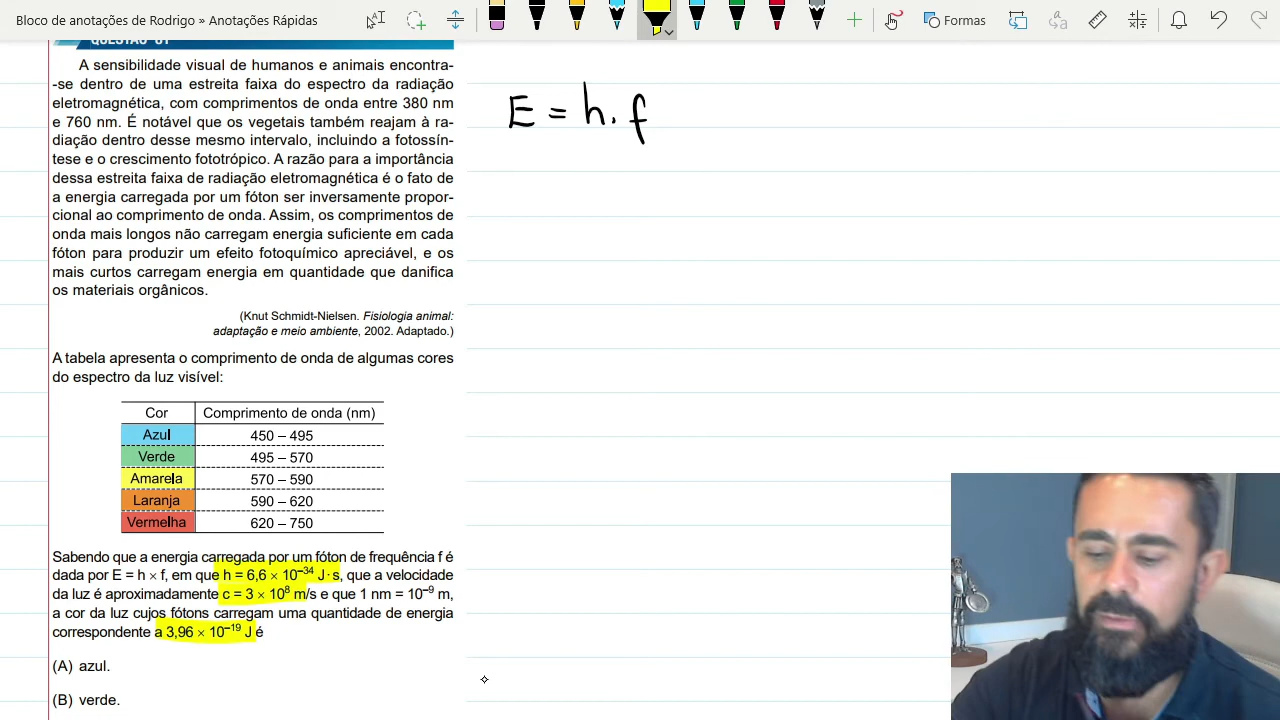 Bloco de notações de Rodrigo » Anotações Rápidas
Formas
QUESTÃO 61
A sensibilidade visual de humanos e animais encontra-
-se dentro de uma estreita faixa do espectro da radiação
eletromagnética, com comprimentos de onda entre 380 nm
e 760 nm. É notável que os vegetais também reajam à ra-
diação dentro desse mesmo intervalo, incluindo a fotossín-
tese e o crescimento fototrópico. A razão para a importância
dessa estreita faixa de radiação eletromagnética é o fato de
a energia carregada por um fóton ser inversamente propor-
cional ao comprimento de onda. Assim, os comprimentos de
onda mais longos não carregam energia suficiente em cada
fóton para produzir um efeito fotoquímico apreciável, e os
mais curtos carregam energia em quantidade que danifica
os materiais orgânicos.
(Knut Schmidt-Nielsen. Fisiologia animal:
adaptação e meio ambiente, 2002. Adaptado.)
A tabela apresenta o comprimento de onda de algumas cores
do espectro da luz visível:
Cor Comprimento de onda (nm)
Azul 450 – 495
Verde 495 – 570
Amarela 570 – 590
Laranja 590 – 620
Vermelha 620 – 750
Sabendo que a energia carregada por um fóton de frequência f é
dada por E = h × f, em que h = 6,6 × 10⁻³⁴ J · s, que a velocidade
da luz é aproximadamente c = 3 × 10⁸ m/s e que 1 nm = 10⁻⁹ m,
a cor da luz cujos fótons carregam uma quantidade de energia
correspondente a 3,96 × 10⁻¹⁹ J é
(A) azul.
(B) verde.
E = h. f